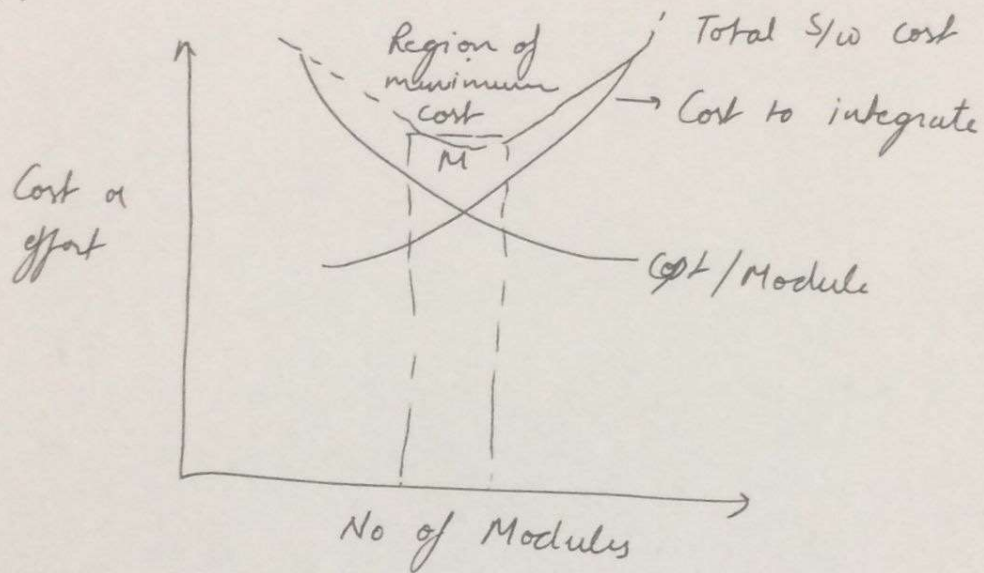 Region of
minimum
cost
M
Total S/w cost
Cost to integrate
Cost or
effort
Cost/Module
No of Modules